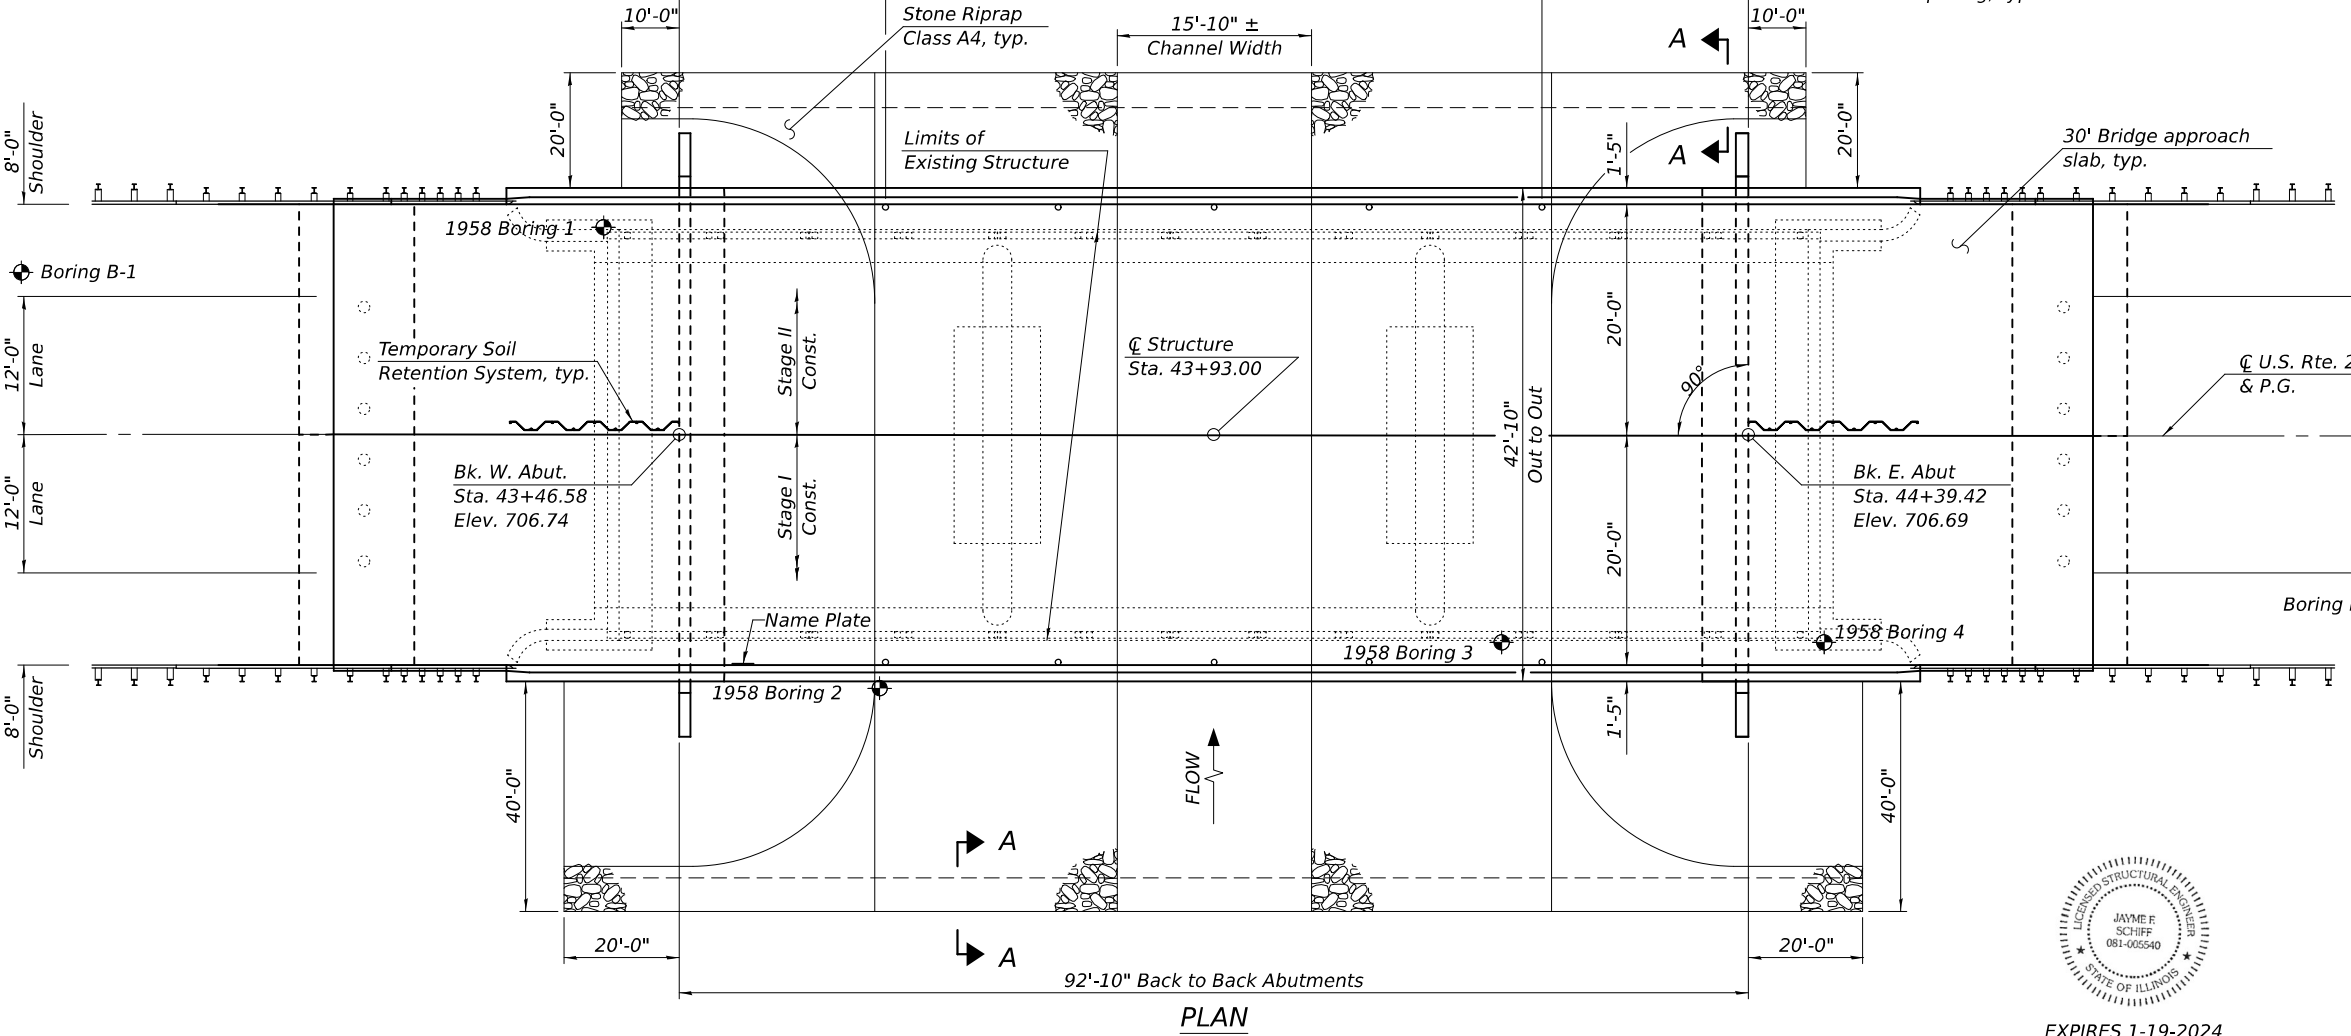 10'-0"
Stone Riprap
Class A4, typ.
15'-10" ±
Channel Width
A
10'-0"
8'-0"
Shoulder
20'-0"
Limits of
Existing Structure
A
1'-5"
20'-0"
30' Bridge approach
slab, typ.
1958 Boring 1
Boring B-1
12'-0"
Lane
Temporary Soil
Retention System, typ.
Stage II
Const.
℄ Structure
Sta. 43+93.00
20'-0"
90°
℄ U.S. Rte. 2
& P.G.
42'-10"
Out to Out
12'-0"
Lane
Bk. W. Abut.
Sta. 43+46.58
Elev. 706.74
Stage I
Const.
20'-0"
Bk. E. Abut
Sta. 44+39.42
Elev. 706.69
Boring
Name Plate
1958 Boring 3
1958 Boring 4
1958 Boring 2
8'-0"
Shoulder
1'-5"
40'-0"
FLOW
40'-0"
A
A
20'-0"
20'-0"
92'-10" Back to Back Abutments
PLAN
LICENSED STRUCTURAL ENGINEER
JAYME F.
SCHIFF
081-005540
STATE OF ILLINOIS
EXPIRES 1-19-2024